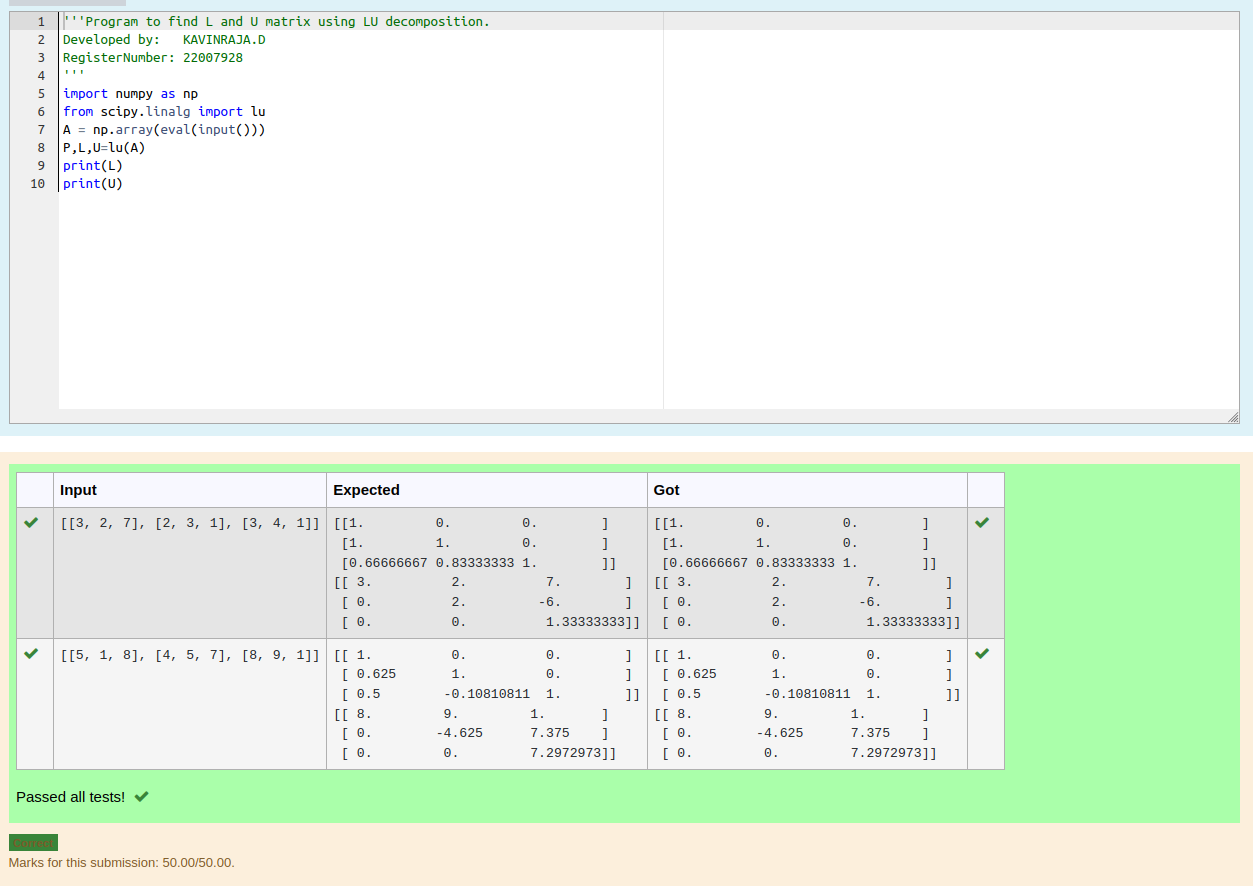 1 '''Program to find L and U matrix using LU decomposition.
2 Developed by:   KAVINRAJA.D
3 RegisterNumber: 22007928
4 '''
5 import numpy as np
6 from scipy.linalg import lu
7 A = np.array(eval(input()))
8 P,L,U=lu(A)
9 print(L)
10 print(U)
Input Expected Got
[[3, 2, 7], [2, 3, 1], [3, 4, 1]] [[1. 0. 0. ] [[1. 0. 0. ]
[1. 1. 0. ] [1. 1. 0. ]
[0.66666667 0.83333333 1. ]] [0.66666667 0.83333333 1. ]]
[[ 3. 2. 7. ] [[ 3. 2. 7. ]
[ 0. 2. -6. ] [ 0. 2. -6. ]
[ 0. 0. 1.33333333]] [ 0. 0. 1.33333333]]
[[5, 1, 8], [4, 5, 7], [8, 9, 1]] [[ 1. 0. 0. ] [[ 1. 0. 0. ]
[ 0.625 1. 0. ] [ 0.625 1. 0. ]
[ 0.5 -0.10810811 1. ]] [ 0.5 -0.10810811 1. ]]
[[ 8. 9. 1. ] [[ 8. 9. 1. ]
[ 0. -4.625 7.375 ] [ 0. -4.625 7.375 ]
[ 0. 0. 7.2972973]] [ 0. 0. 7.2972973]]
Passed all tests!
Correct
Marks for this submission: 50.00/50.00.